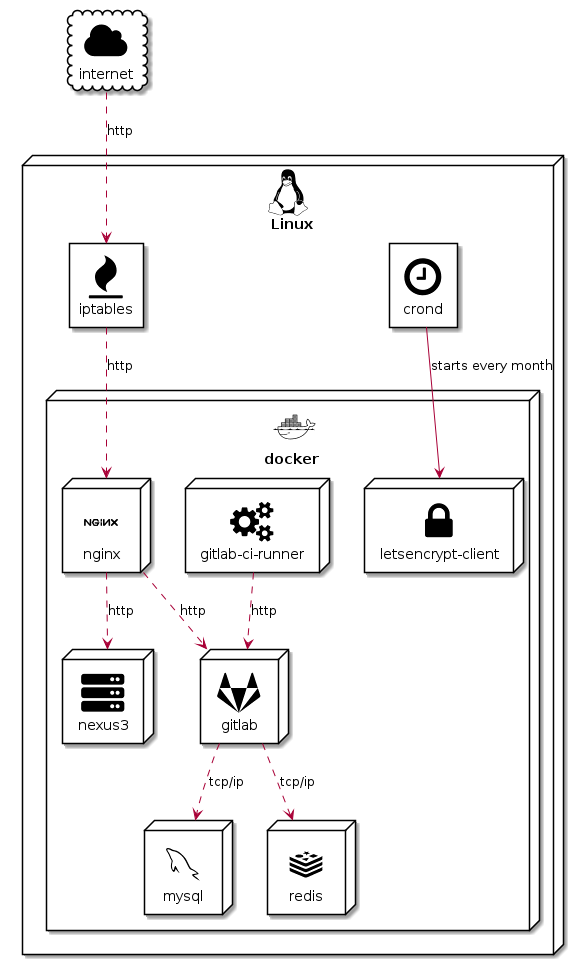 internet
http
Linux
iptables
crond
http
starts every month
docker
NGiNX
nginx
gitlab-ci-runner
letsencrypt-client
http
http
http
nexus3
gitlab
tcp/ip
tcp/ip
mysql
redis